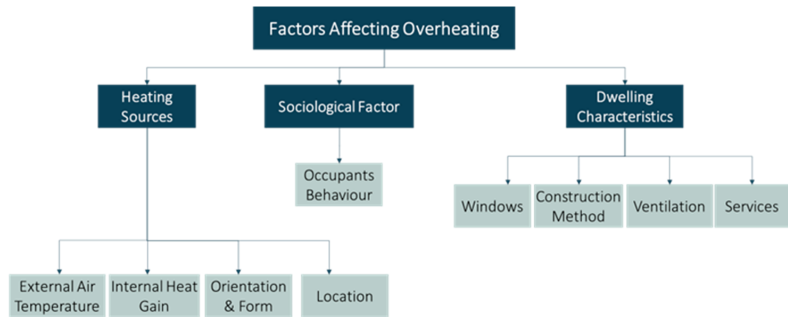 Factors Affecting Overheating
Heating
Sources
Sociological Factor
Dwelling
Characteristics
Occupants
Behaviour
Windows
Construction
Method
Ventilation
Services
External Air
Temperature
Internal Heat
Gain
Orientation
& Form
Location